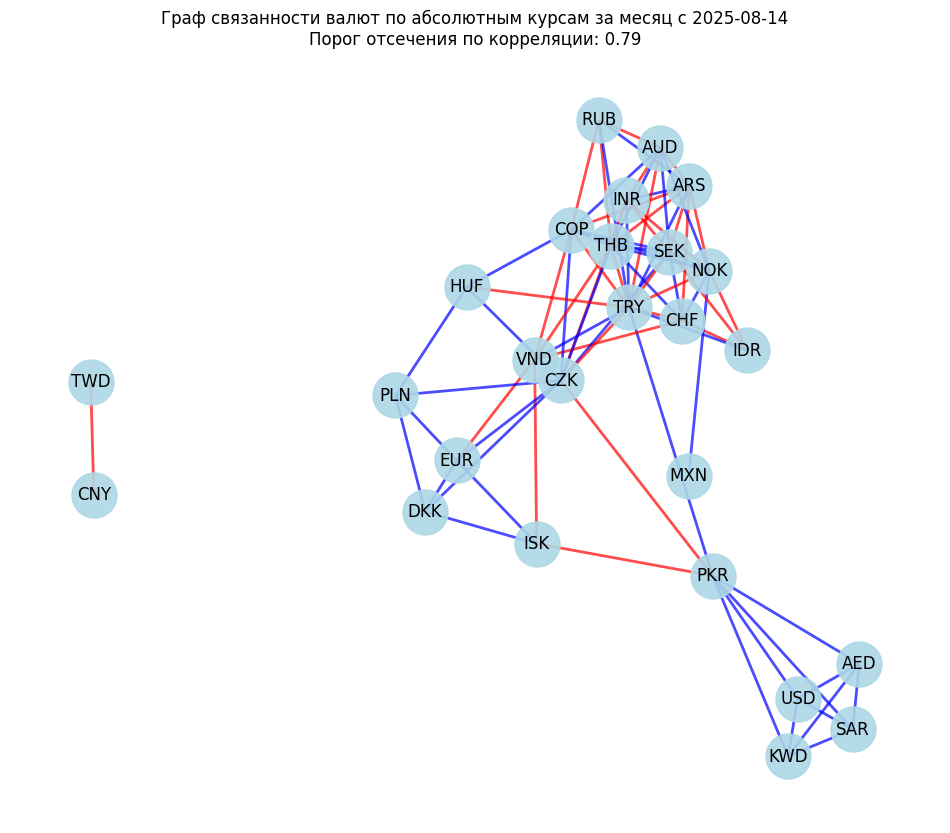 Граф связанности валют по абсолютным курсам за месяц с 2025-08-14
Порог отсечения по корреляции: 0.79
RUB
AUD
ARS
INR
COP
THB
SEK
NOK
HUF
TRY
CHF
IDR
VND
CZK
TWD
PLN
EUR
MXN
CNY
DKK
ISK
PKR
AED
USD
SAR
KWD